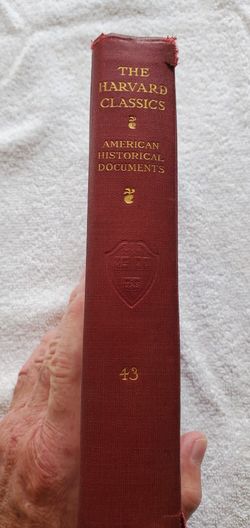 THE
HARVARD
CLASSICS
AMERICAN
HISTORICAL
DOCUMENTS
43